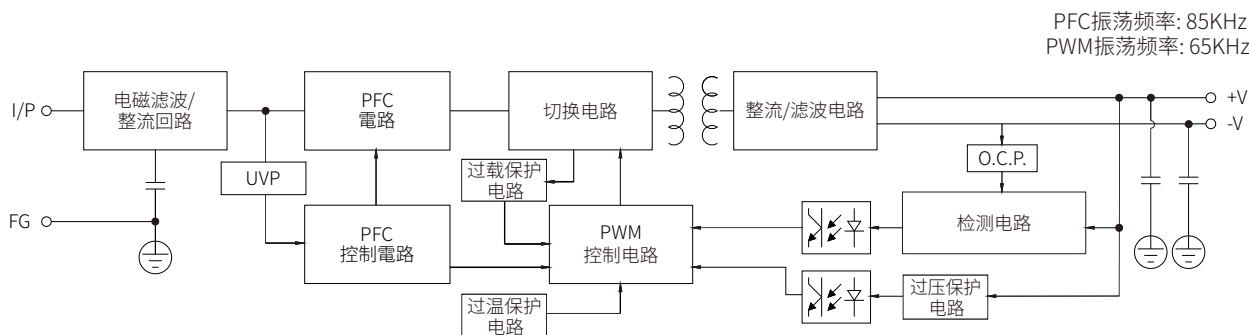 PFC振荡频率: 85KHz
PWM振荡频率: 65KHz
I/P
电磁滤波/
整流回路
PFC
電路
切换电路
整流/滤波电路
+V
-V
UVP
过载保护
电路
O.C.P.
FG
PFC
控制電路
PWM
控制电路
检测电路
过温保护
电路
过压保护
电路